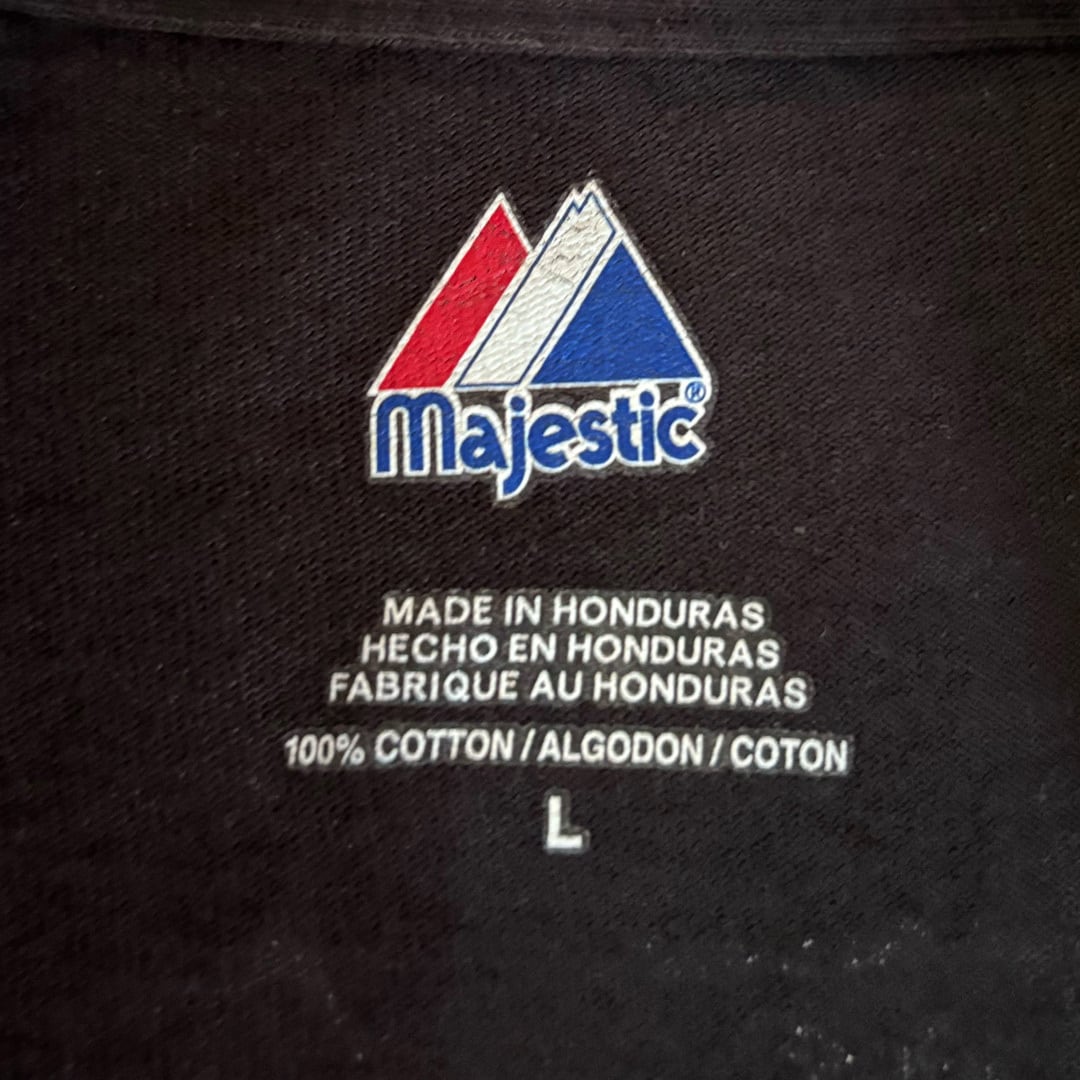 Majestic®
MADE IN HONDURAS
HECHO EN HONDURAS
FABRIQUE AU HONDURAS
100% COTTON / ALGODON / COTON
L